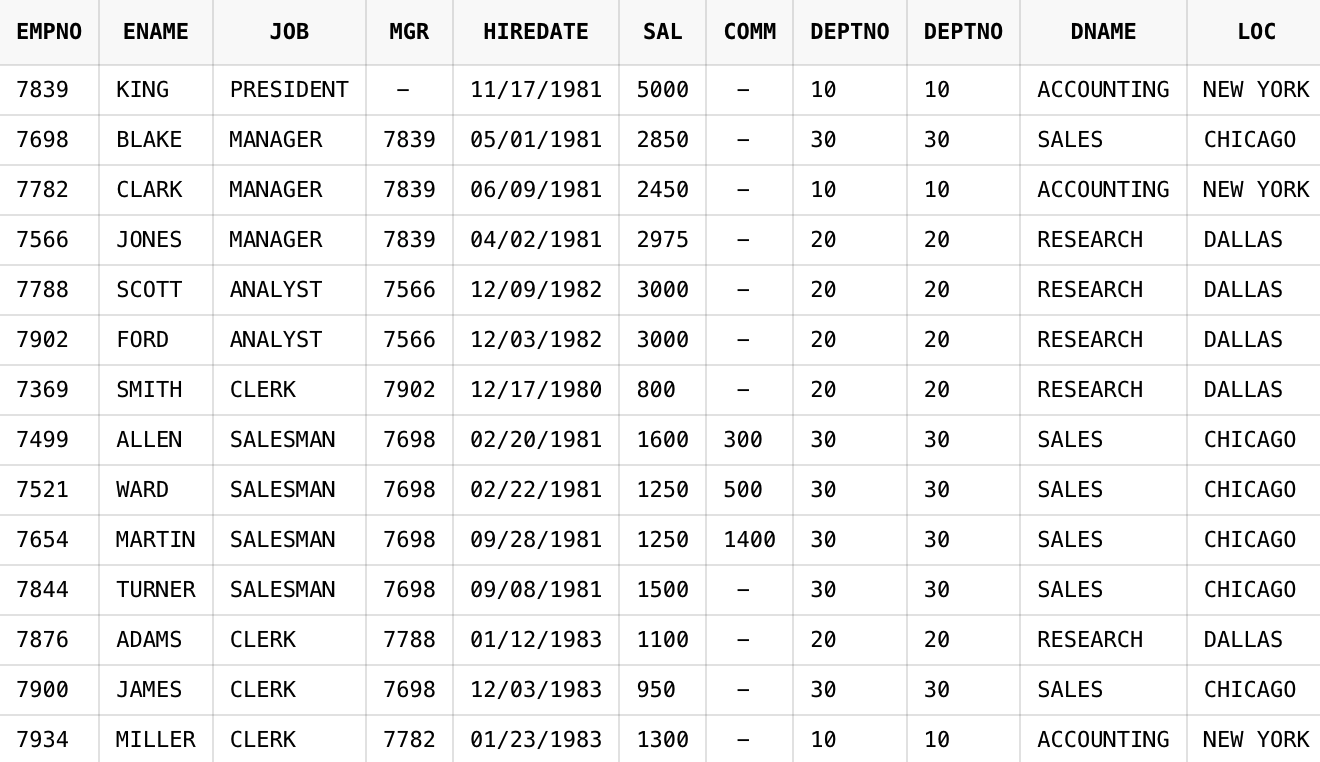 EMPNO ENAME JOB MGR HIREDATE SAL COMM DEPTNO DEPTNO DNAME LOC
7839 KING PRESIDENT – 11/17/1981 5000 – 10 10 ACCOUNTING NEW YORK
7698 BLAKE MANAGER 7839 05/01/1981 2850 – 30 30 SALES CHICAGO
7782 CLARK MANAGER 7839 06/09/1981 2450 – 10 10 ACCOUNTING NEW YORK
7566 JONES MANAGER 7839 04/02/1981 2975 – 20 20 RESEARCH DALLAS
7788 SCOTT ANALYST 7566 12/09/1982 3000 – 20 20 RESEARCH DALLAS
7902 FORD ANALYST 7566 12/03/1982 3000 – 20 20 RESEARCH DALLAS
7369 SMITH CLERK 7902 12/17/1980 800 – 20 20 RESEARCH DALLAS
7499 ALLEN SALESMAN 7698 02/20/1981 1600 300 30 30 SALES CHICAGO
7521 WARD SALESMAN 7698 02/22/1981 1250 500 30 30 SALES CHICAGO
7654 MARTIN SALESMAN 7698 09/28/1981 1250 1400 30 30 SALES CHICAGO
7844 TURNER SALESMAN 7698 09/08/1981 1500 – 30 30 SALES CHICAGO
7876 ADAMS CLERK 7788 01/12/1983 1100 – 20 20 RESEARCH DALLAS
7900 JAMES CLERK 7698 12/03/1983 950 – 30 30 SALES CHICAGO
7934 MILLER CLERK 7782 01/23/1983 1300 – 10 10 ACCOUNTING NEW YORK